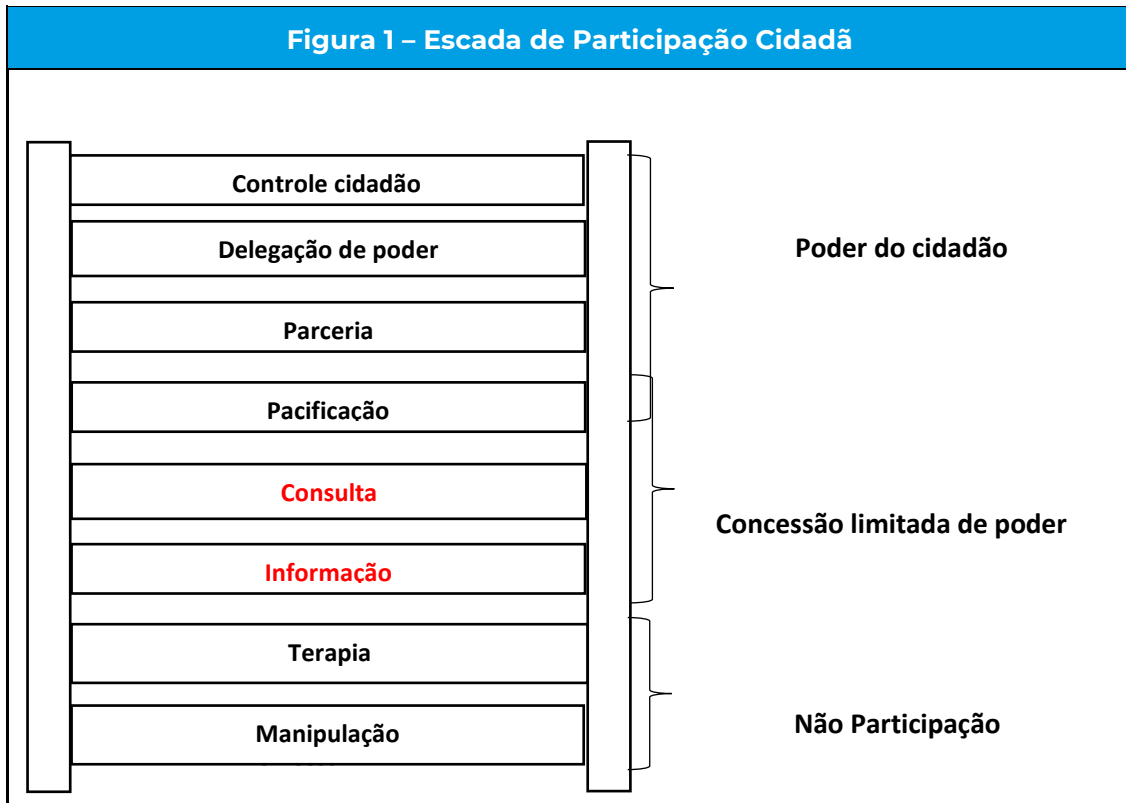 Figura 1 – Escada de Participação Cidadã
Controle cidadão
Delegação de poder
Poder do cidadão
Parceria
Pacificação
Consulta
Concessão limitada de poder
Informação
Terapia
Não Participação
Manipulação